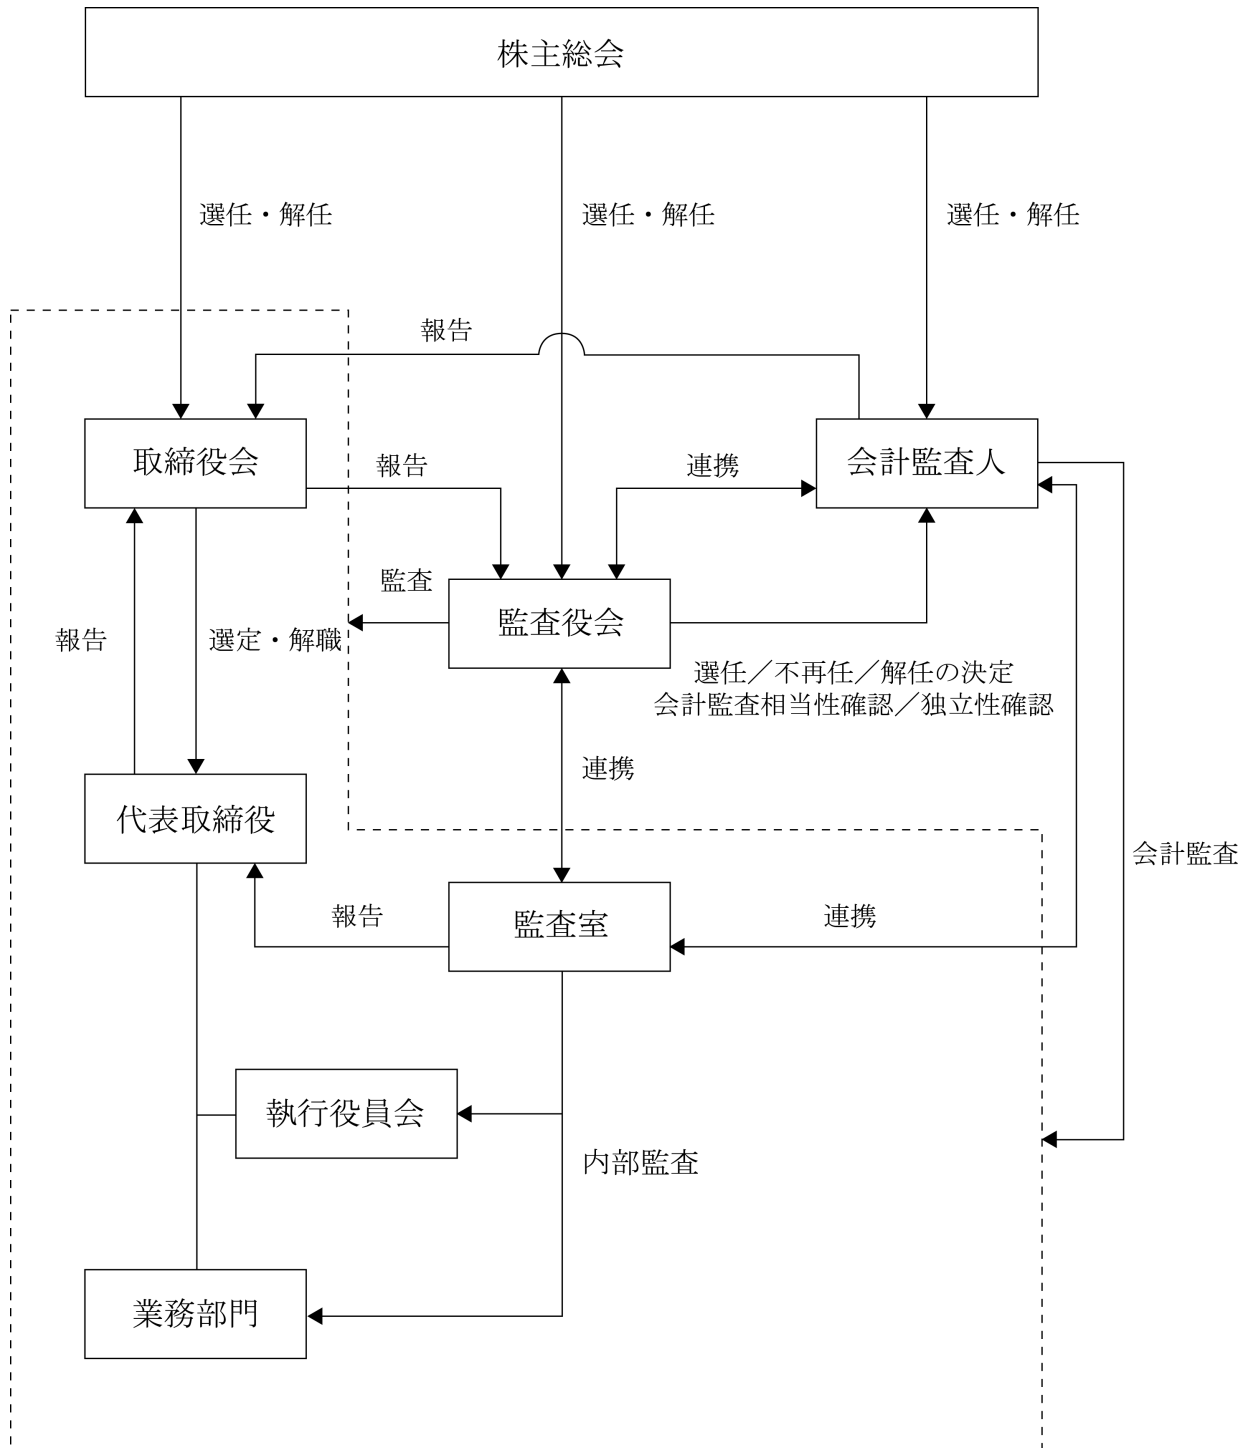 株主総会
選任・解任
選任・解任
選任・解任
報告
取締役会
報告
連携
会計監査人
監査
監査役会
報告
選定・解職
選任／不再任／解任の決定
会計監査相当性確認／独立性確認
連携
代表取締役
会計監査
報告
監査室
連携
執行役員会
内部監査
業務部門